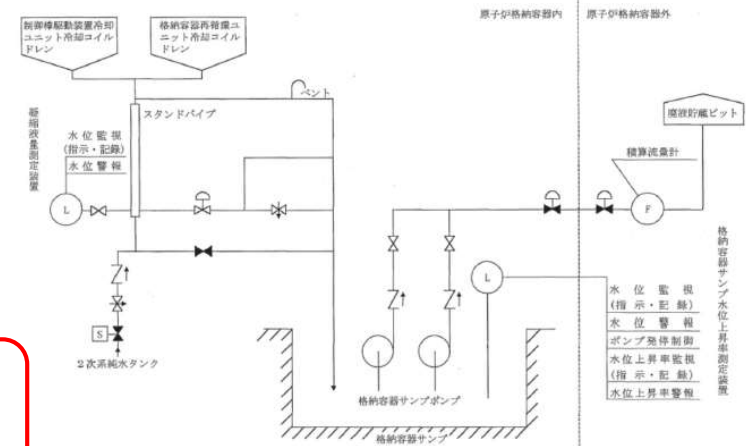 原子炉格納容器内
原子炉格納容器外
制御棒駆動装置冷却
ユニット冷却コイル
ドレン
格納容器再循環ユ
ニット冷却コイル
ドレン
ベント
スタンドパイプ
凝縮液量測定装置
水位監視
(指示・記録)
水位警報
L
S
2次系純水タンク
廃液貯蔵ピット
積算流量計
F
L
格納容器サンプ水位上昇率測定装置
水位監視
(指示・記録)
水位警報
ポンプ発停制御
水位上昇率監視
(指示・記録)
水位上昇率警報
格納容器サンプポンプ
格納容器サンプ